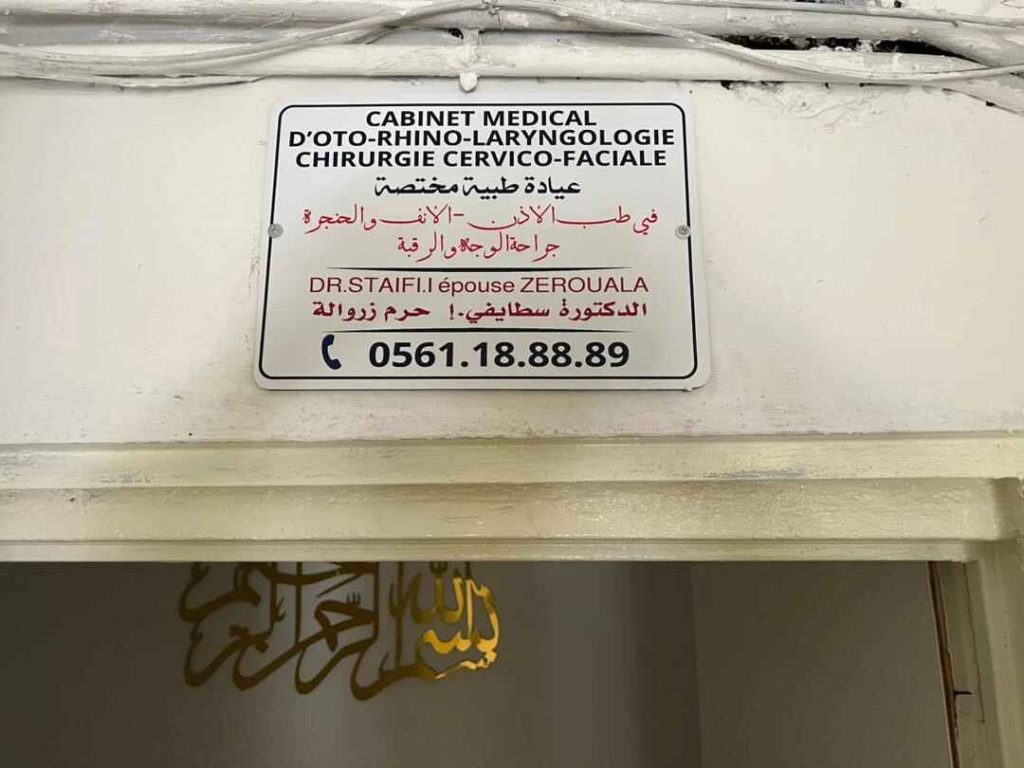 CABINET MEDICAL
D'OTO-RHINO-LARYNGOLOGIE
CHIRURGIE CERVICO-FACIALE
عيادة طبية مختصة
في طب الاذن -الانف والحنجرة
جراحة الوجه والرقبة
DR.STAIFI.I épouse ZEROUALA
الدكتورة سطايفي.إ حرم زروالة
0561.18.88.89
بسم الله الرحمن الرحيم